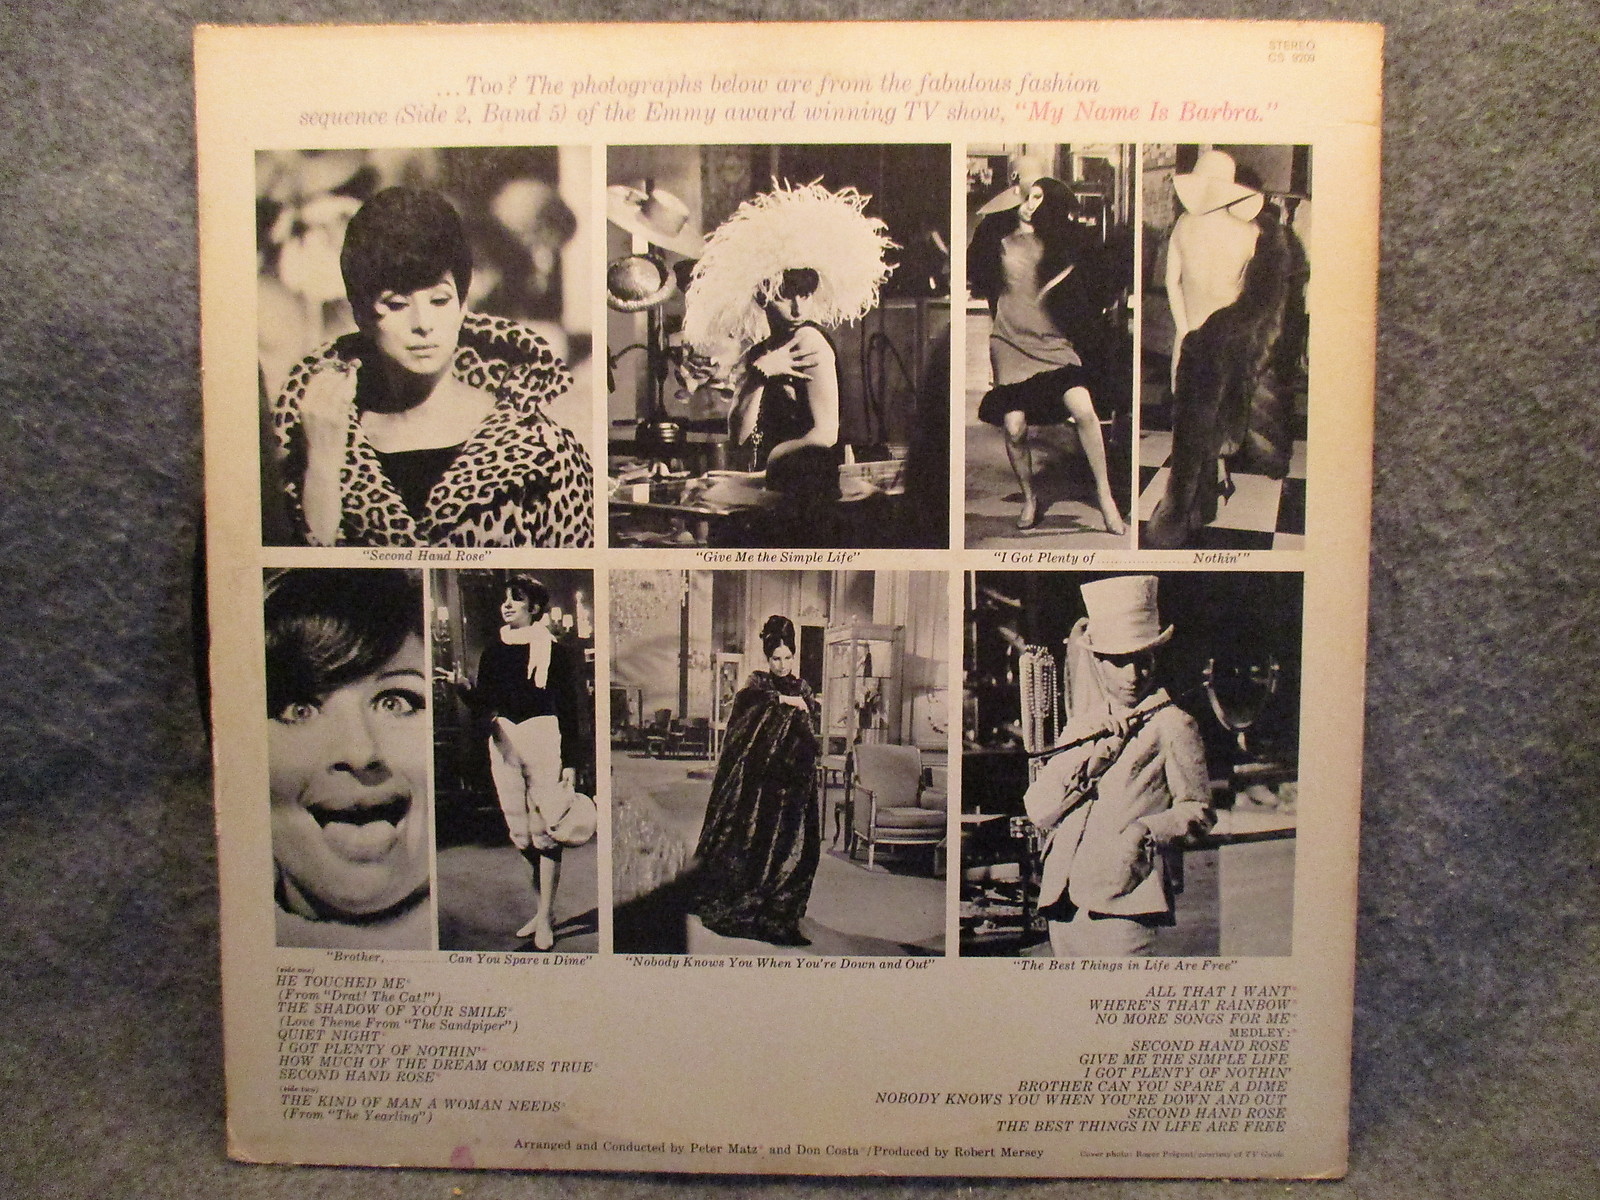 STEREO
CS 9209
...Too? The photographs below are from the fabulous fashion
sequence (Side 2, Band 5) of the Emmy award winning TV show, "My Name Is Barbra."
"Second Hand Rose"
"Give Me the Simple Life"
"I Got Plenty of .................... Nothin'"
"Brother, .............. Can You Spare a Dime"
"Nobody Knows You When You're Down and Out"
"The Best Things in Life Are Free"
(side one)
HE TOUCHED ME*
(From "Drat! The Cat!")
THE SHADOW OF YOUR SMILE*
(Love Theme From "The Sandpiper")
QUIET NIGHT*
I GOT PLENTY OF NOTHIN'*
HOW MUCH OF THE DREAM COMES TRUE*
SECOND HAND ROSE*
(side two)
THE KIND OF MAN A WOMAN NEEDS*
(From "The Yearling")
ALL THAT I WANT*
WHERE'S THAT RAINBOW*
NO MORE SONGS FOR ME*
MEDLEY:*
SECOND HAND ROSE
GIVE ME THE SIMPLE LIFE
I GOT PLENTY OF NOTHIN'
BROTHER CAN YOU SPARE A DIME
NOBODY KNOWS YOU WHEN YOU'RE DOWN AND OUT
SECOND HAND ROSE
THE BEST THINGS IN LIFE ARE FREE
Arranged and Conducted by Peter Matz* and Don Costa*/Produced by Robert Mersey
Cover photo: Roger Prigent/courtesy of TV Guide